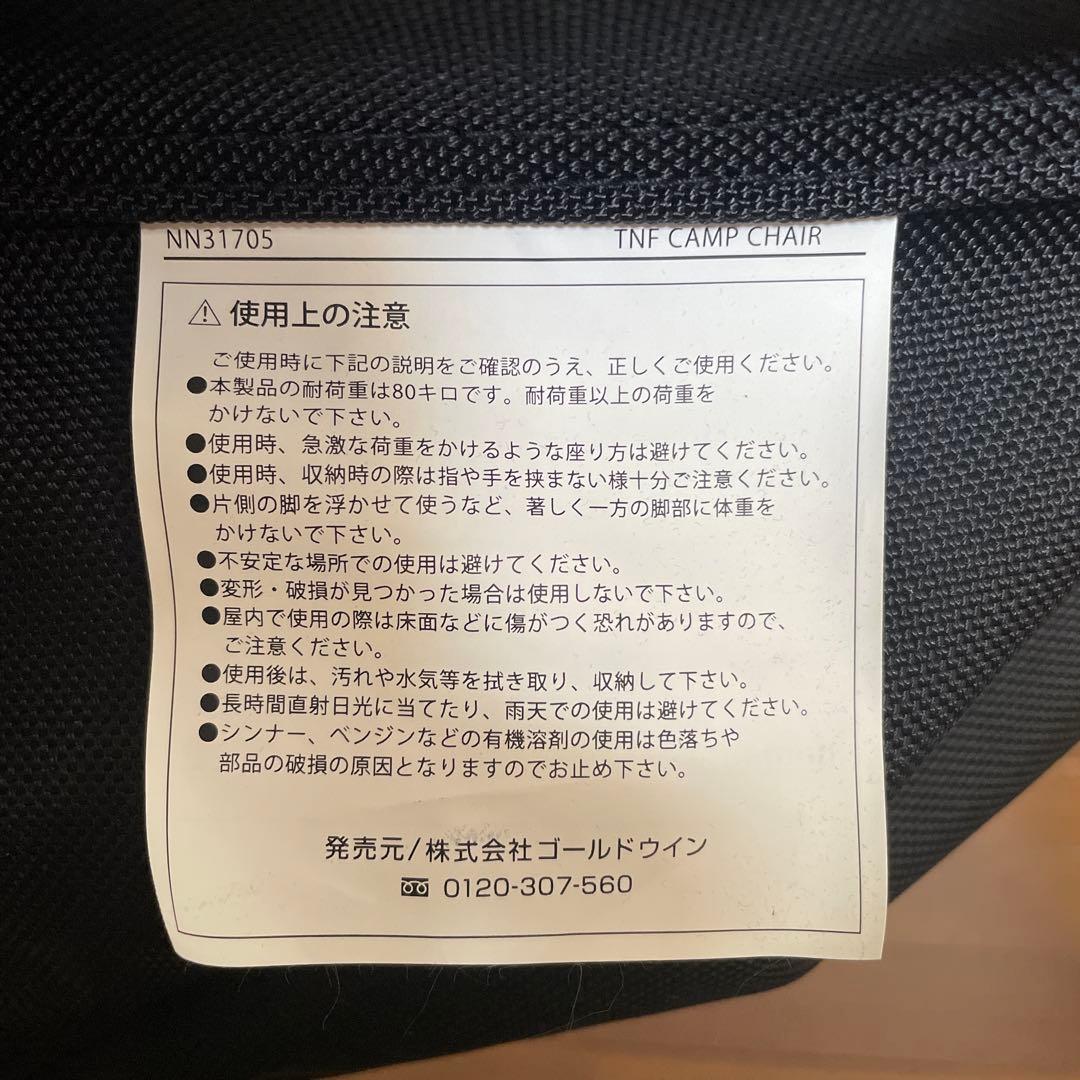 NN31705 TNF CAMP CHAIR
⚠ 使用上の注意
ご使用時に下記の説明をご確認のうえ、正しくご使用ください。
●本製品の耐荷重は80キロです。耐荷重以上の荷重を
かけないで下さい。
●使用時、急激な荷重をかけるような座り方は避けてください。
●使用時、収納時の際は指や手を挟まない様十分ご注意ください。
●片側の脚を浮かせて使うなど、著しく一方の脚部に体重を
かけないで下さい。
●不安定な場所での使用は避けてください。
●変形・破損が見つかった場合は使用しないで下さい。
●屋内で使用の際は床面などに傷がつく恐れがありますので、
ご注意ください。
●使用後は、汚れや水気等を拭き取り、収納して下さい。
●長時間直射日光に当てたり、雨天での使用は避けてください。
●シンナー、ベンジンなどの有機溶剤の使用は色落ちや
部品の破損の原因となりますのでお止め下さい。
発売元/株式会社ゴールドウイン
0120-307-560